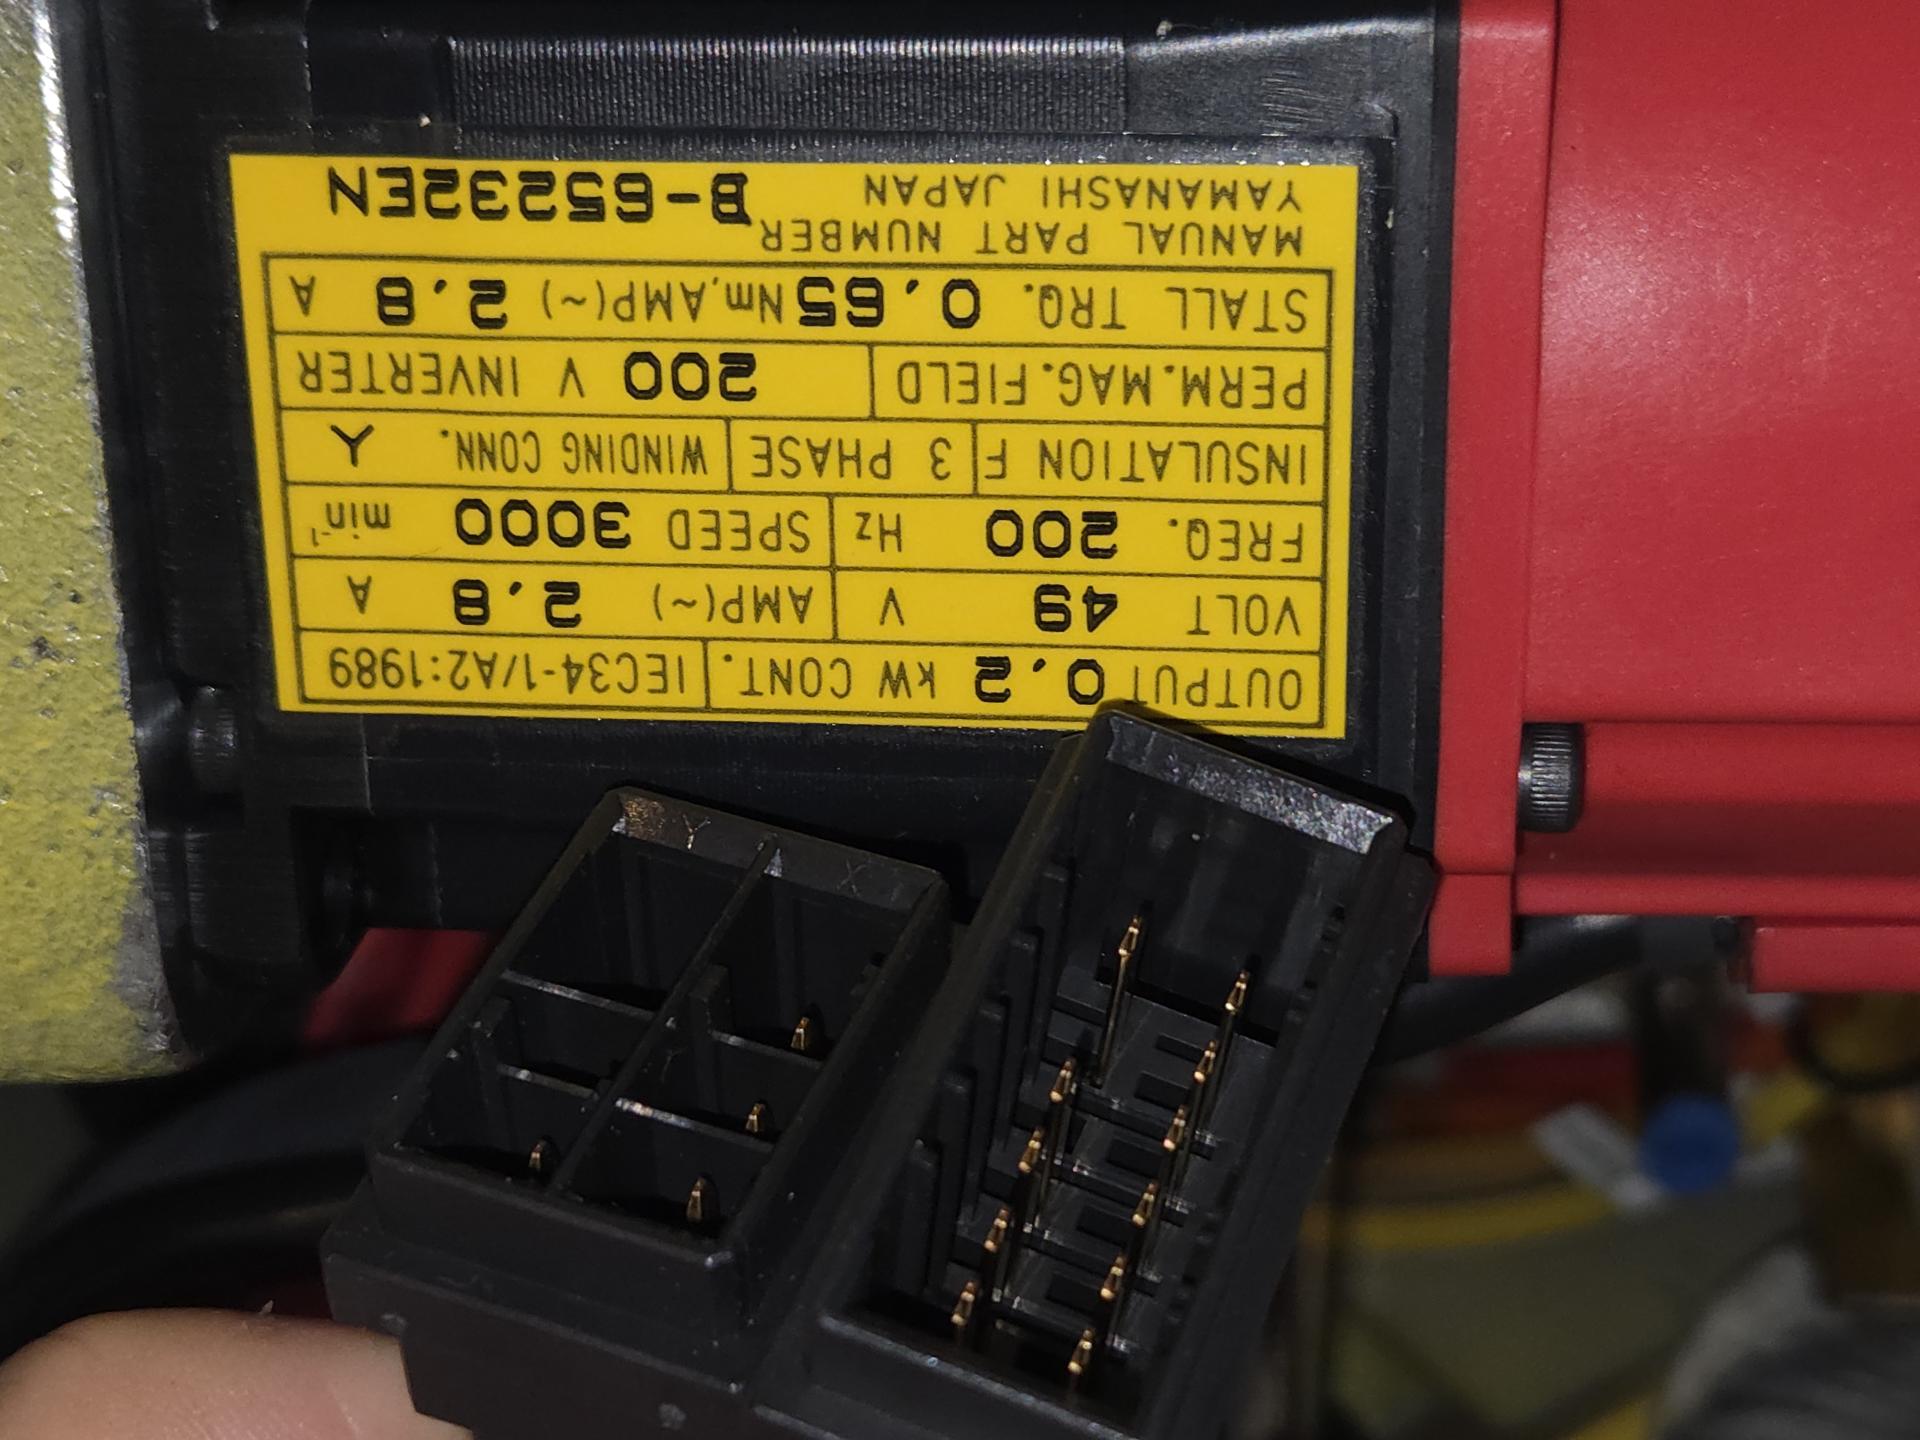 OUTPUT 0.2 kW CONT. IEC34-1/A2:1989
VOLT 49 V AMP(~) 2.8 A
FREQ. 200 Hz SPEED 3000 min⁻¹
INSULATION F 3 PHASE WINDING CONN. 人
PERM.MAG.FIELD 200 V INVERTER
STALL TRQ. 0.65 Nm, AMP(~) 2.8 A
MANUAL PART NUMBER.
YAMANASHI JAPAN B-65232EN